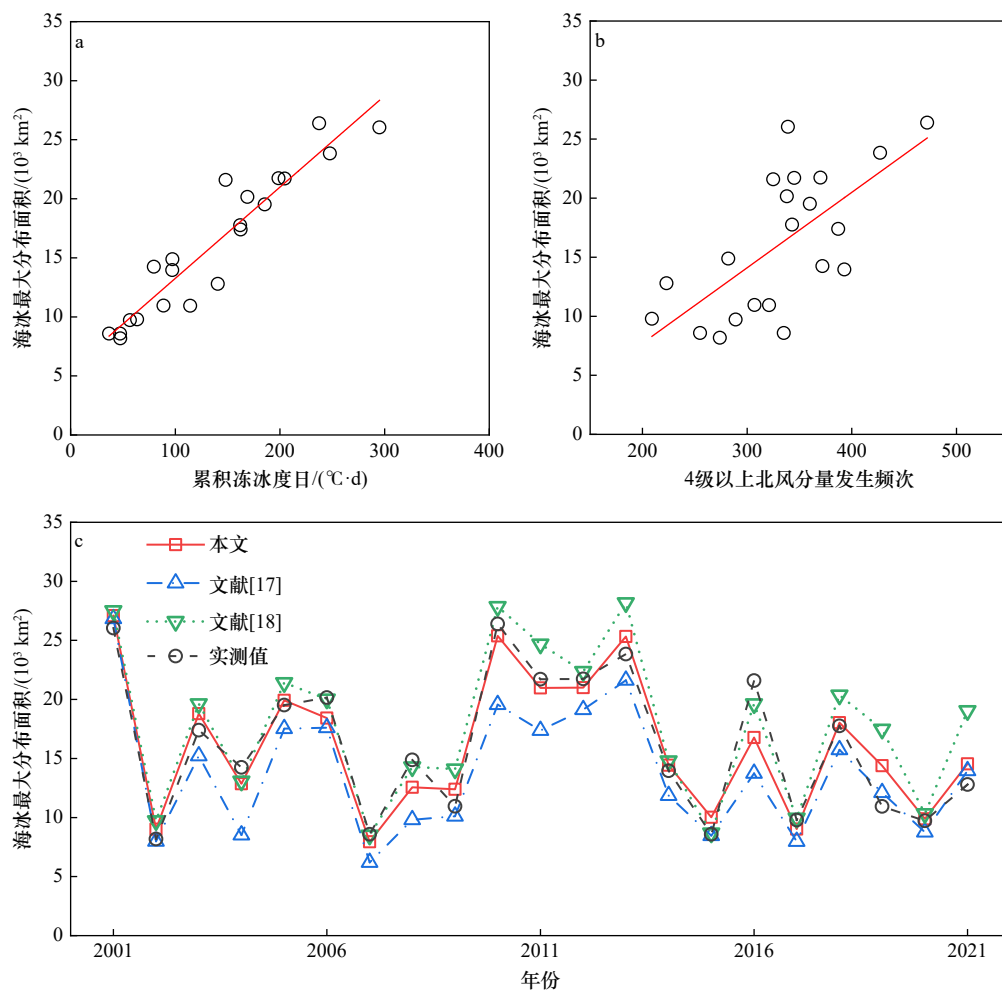 a
35
30
25
20
15
10
5
0
海冰最大分布面积/(10³ km²)
0 100 200 300 400
累积冻冰度日/(℃·d)
b
35
30
25
20
15
10
5
0
海冰最大分布面积/(10³ km²)
200 300 400 500
4级以上北风分量发生频次
c
35
30
25
20
15
10
5
0
海冰最大分布面积/(10³ km²)
本文
文献[17]
文献[18]
实测值
2001 2006 2011 2016 2021
年份